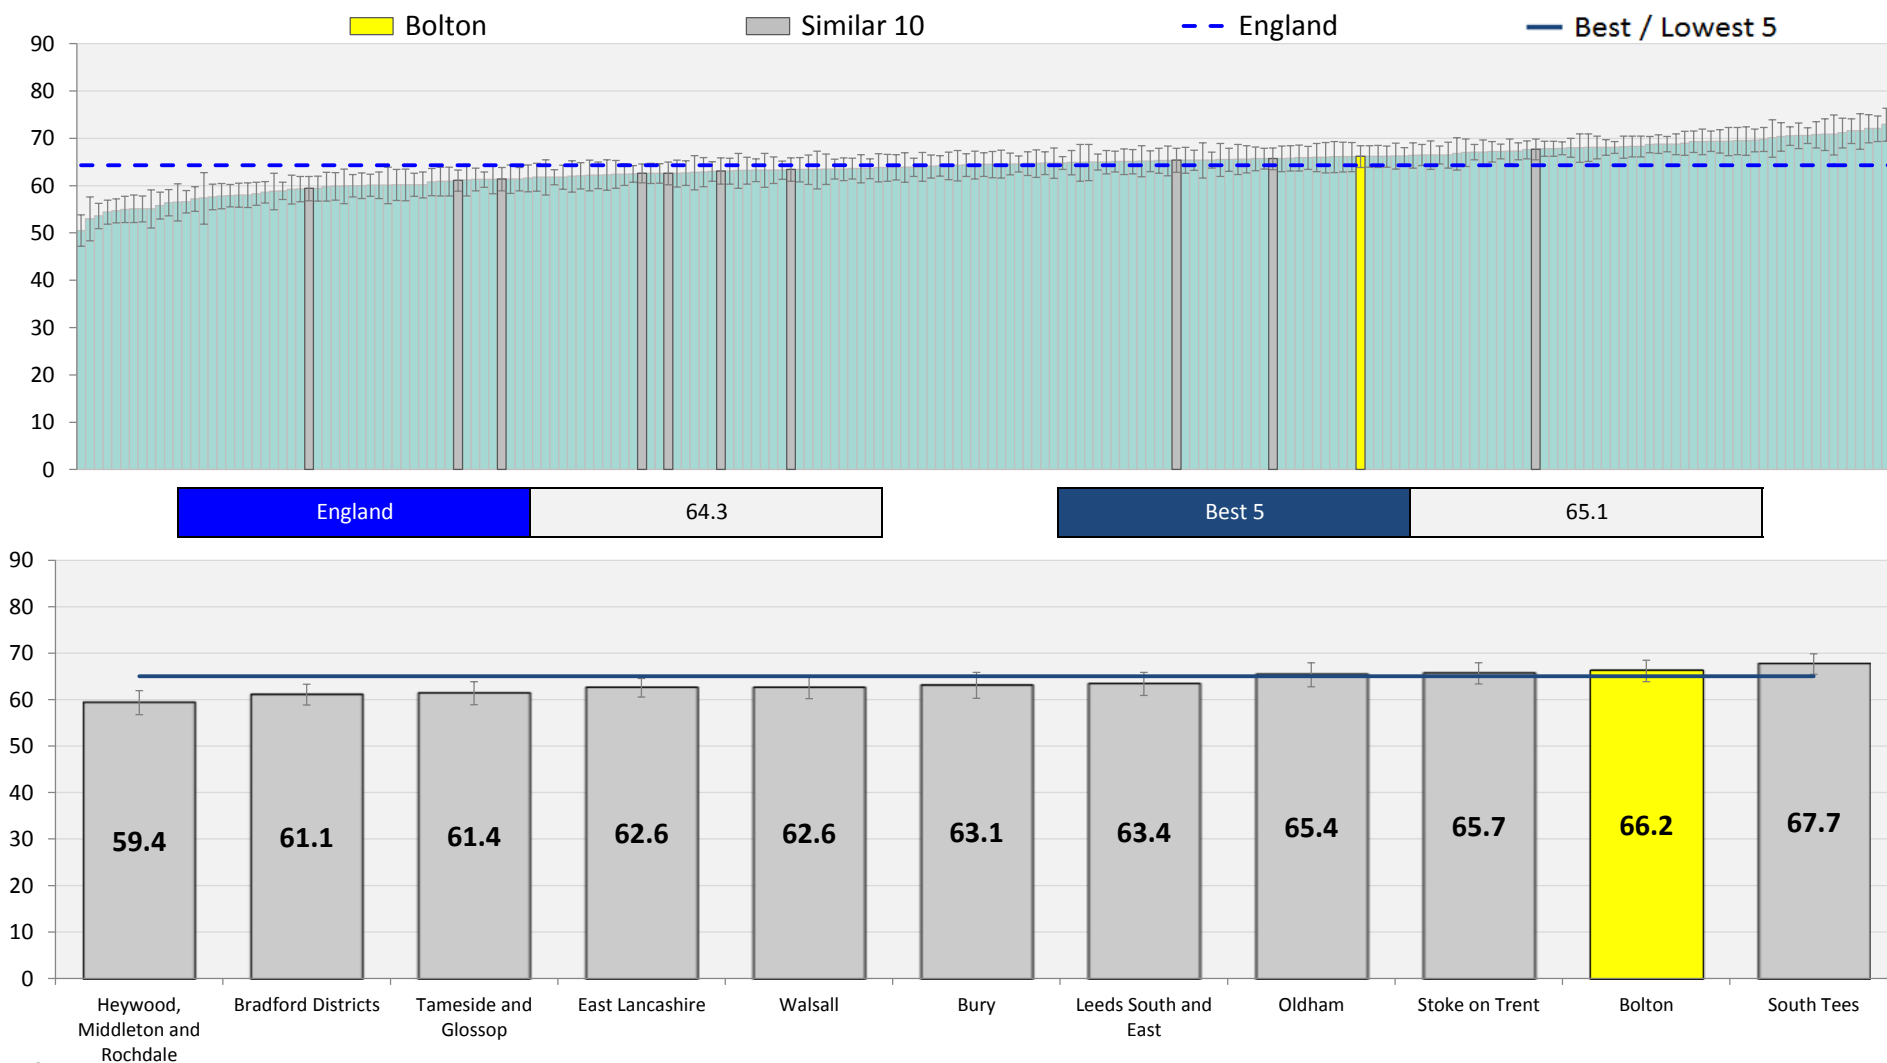 Bolton
Similar 10
England
Best / Lowest 5
90
80
70
60
50
40
30
20
10
0
England 64.3
Best 5 65.1
90
80
70
60
50
40
30
20
10
0
59.4
61.1
61.4
62.6
62.6
63.1
63.4
65.4
65.7
66.2
67.7
Heywood,
Middleton and
Rochdale
Bradford Districts
Tameside and
Glossop
East Lancashire
Walsall
Bury
Leeds South and
East
Oldham
Stoke on Trent
Bolton
South Tees